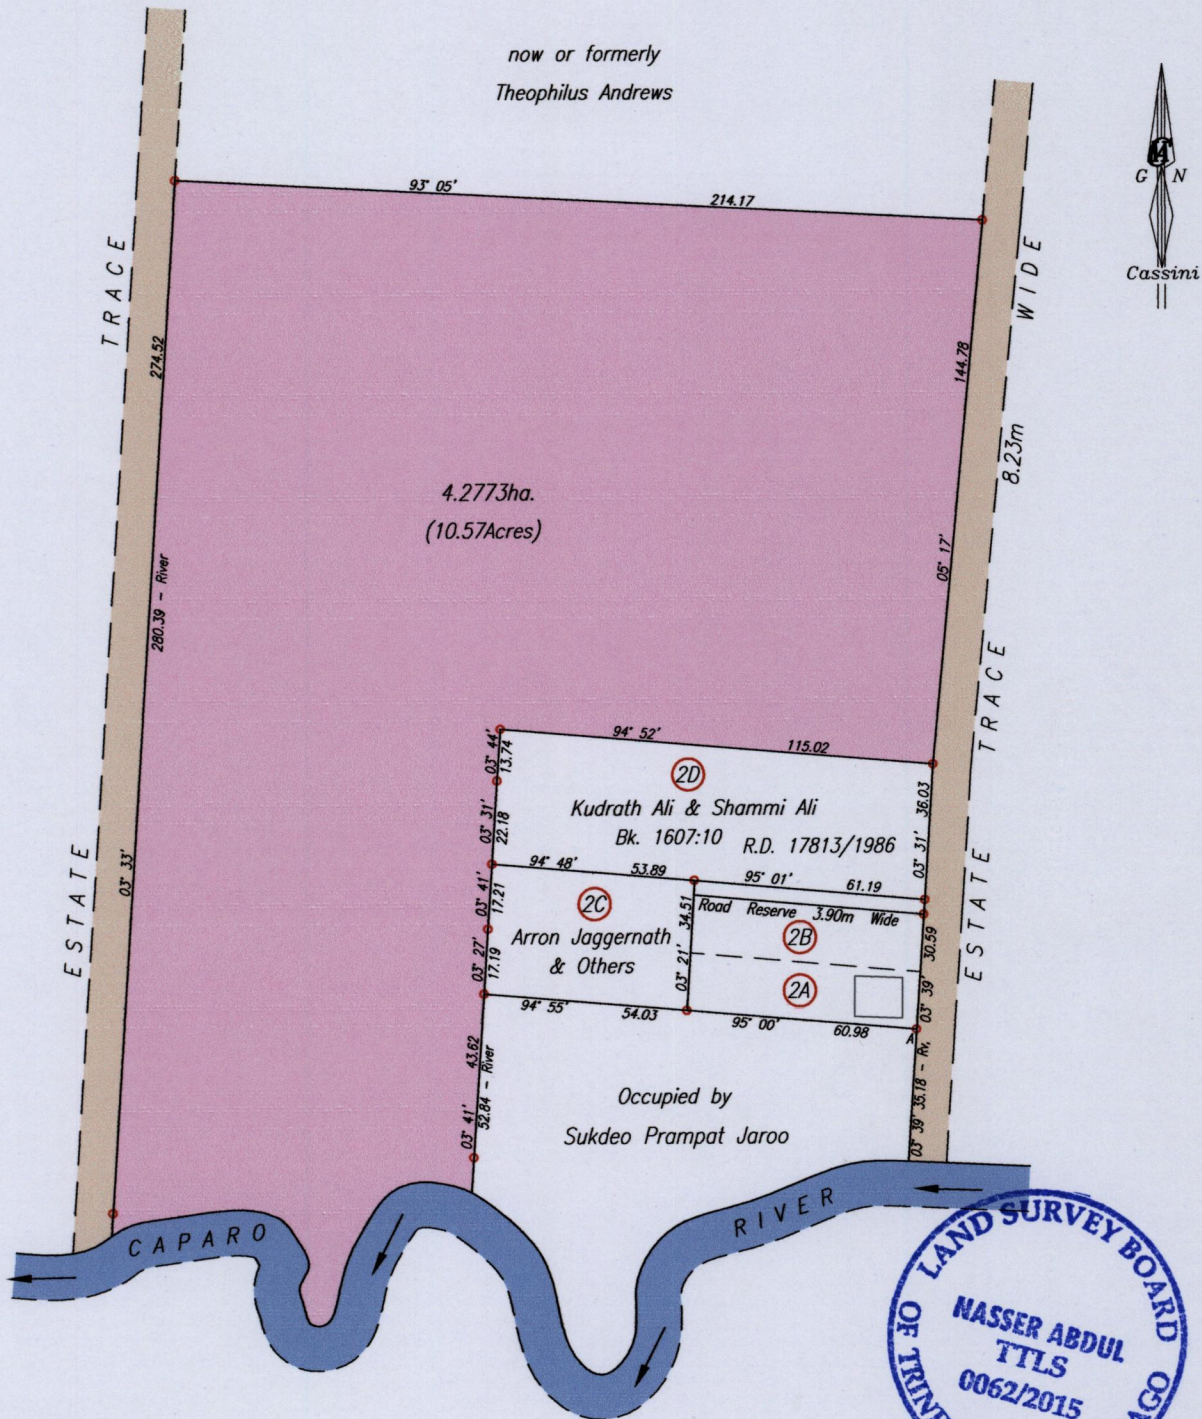 now or formerly
Theophilus Andrews
G N
Cassini
93° 05'
214.17
TRACE
WIDE
274.52
144.78
8.23m
4.2773ha.
(10.57Acres)
280.39 - River
05° 17'
TRACE
94° 52'
115.02
03° 44'
13.74
2D
Kudrath Ali & Shammi Ali
Bk. 1607:10 R.D. 17813/1986
36.03
03° 31'
03° 31'
22.18
94° 48'
53.89
95° 01'
61.19
ESTATE
03° 33'
ESTATE
03° 41'
17.21
2C
Arron Jaggernath
& Others
34.51
03° 21'
Road Reserve 3.90m Wide
2B
30.59
03° 27'
17.19
2A
03° 39'
94° 55'
54.03
95° 00'
60.98
A
43.62
52.84 - River
03° 41'
Occupied by
Sukdeo Prampat Jaroo
03° 39' 35.18 - Rv.
CAPARO
RIVER
LAND SURVEY BOARD
OF
NASSER ABDUL
TTLS
0062/2015